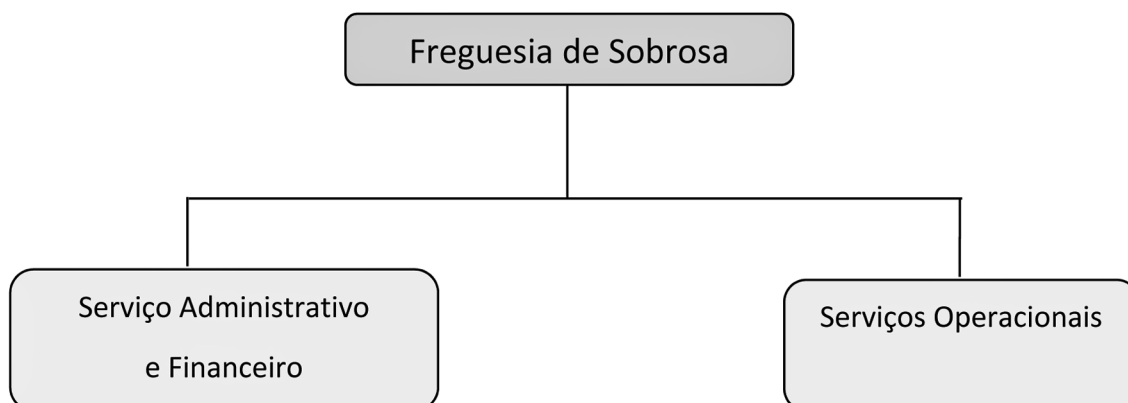 Freguesia de Sobrosa
Serviço Administrativo
e Financeiro
Serviços Operacionais